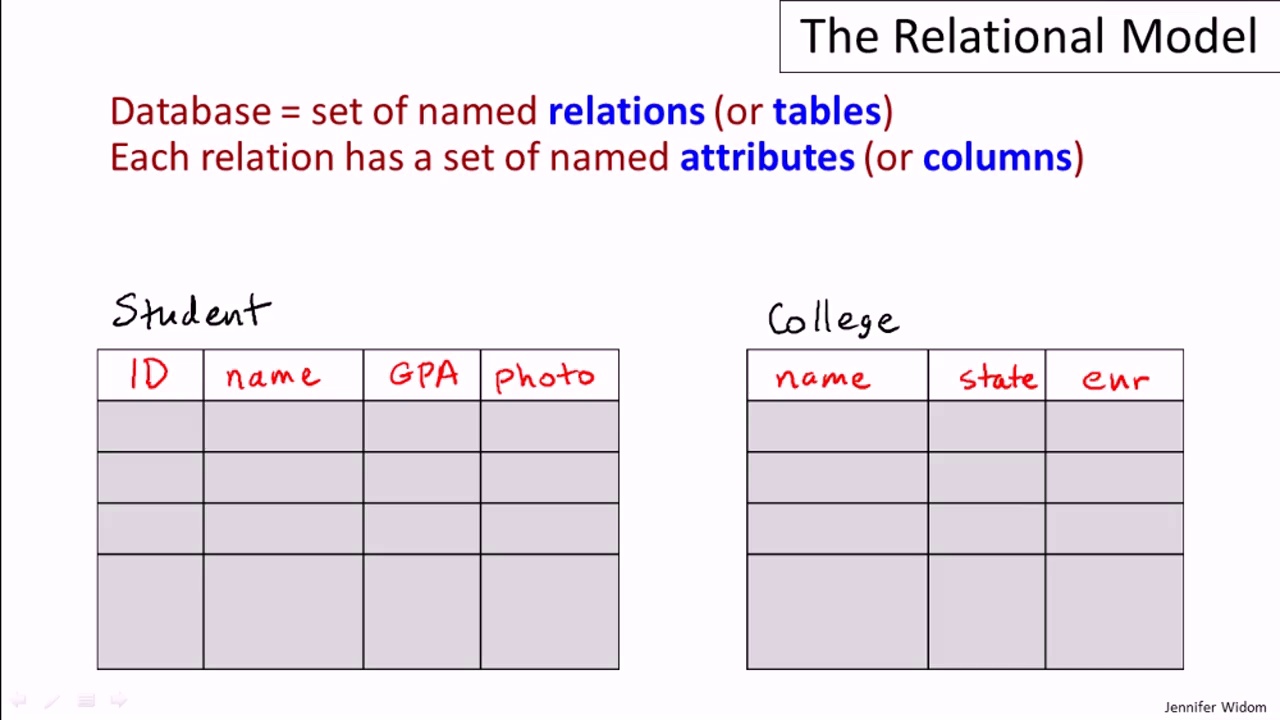 The Relational Model
Database = set of named relations (or tables)
Each relation has a set of named attributes (or columns)
Student
ID name GPA photo
College
name state enr
Jennifer Widom